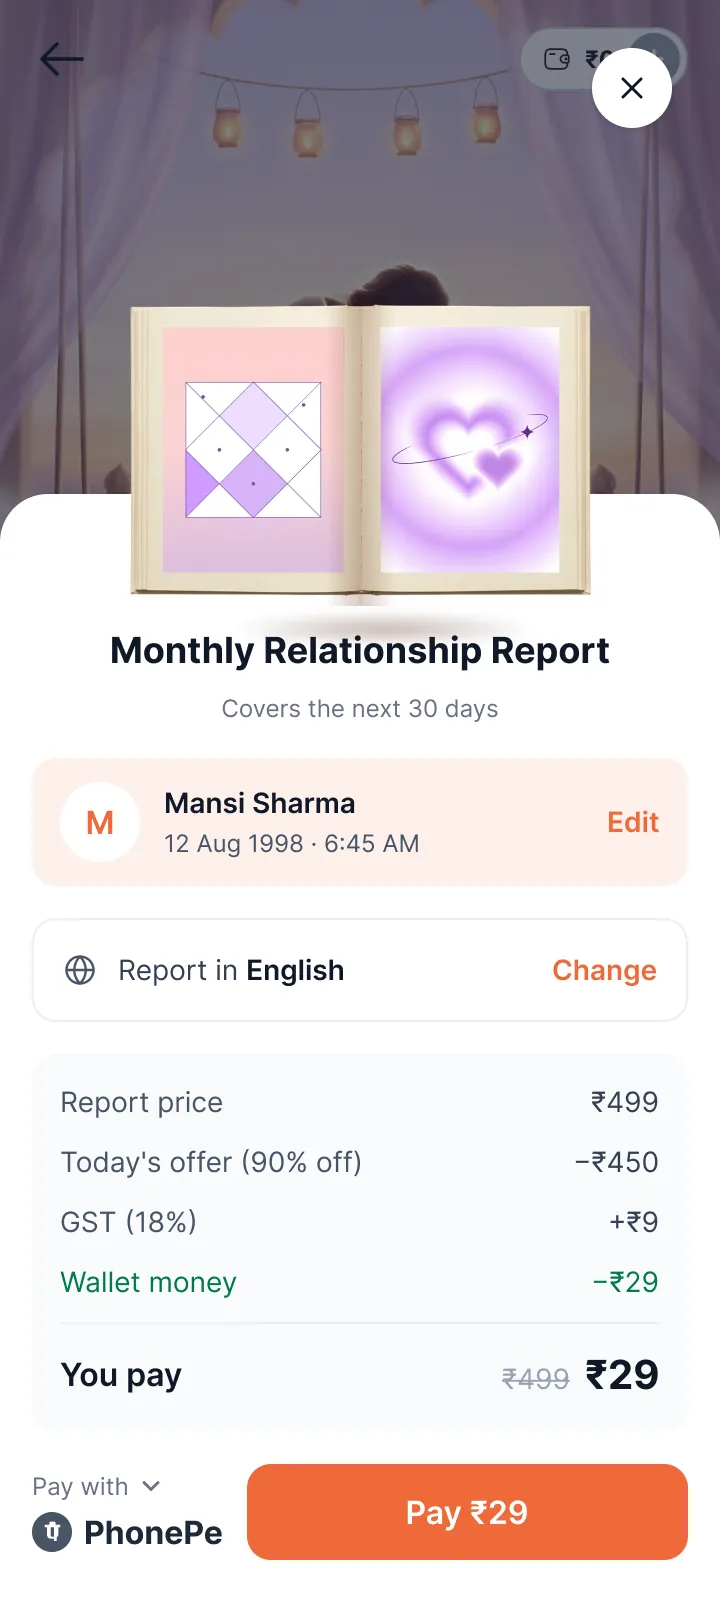 Monthly Relationship Report
Covers the next 30 days
M
Mansi Sharma
12 Aug 1998 · 6:45 AM
Edit
Report in English
Change
Report price ₹499
Today's offer (90% off) −₹450
GST (18%) +₹9
Wallet money −₹29
You pay ₹499 ₹29
Pay with
PhonePe
Pay ₹29